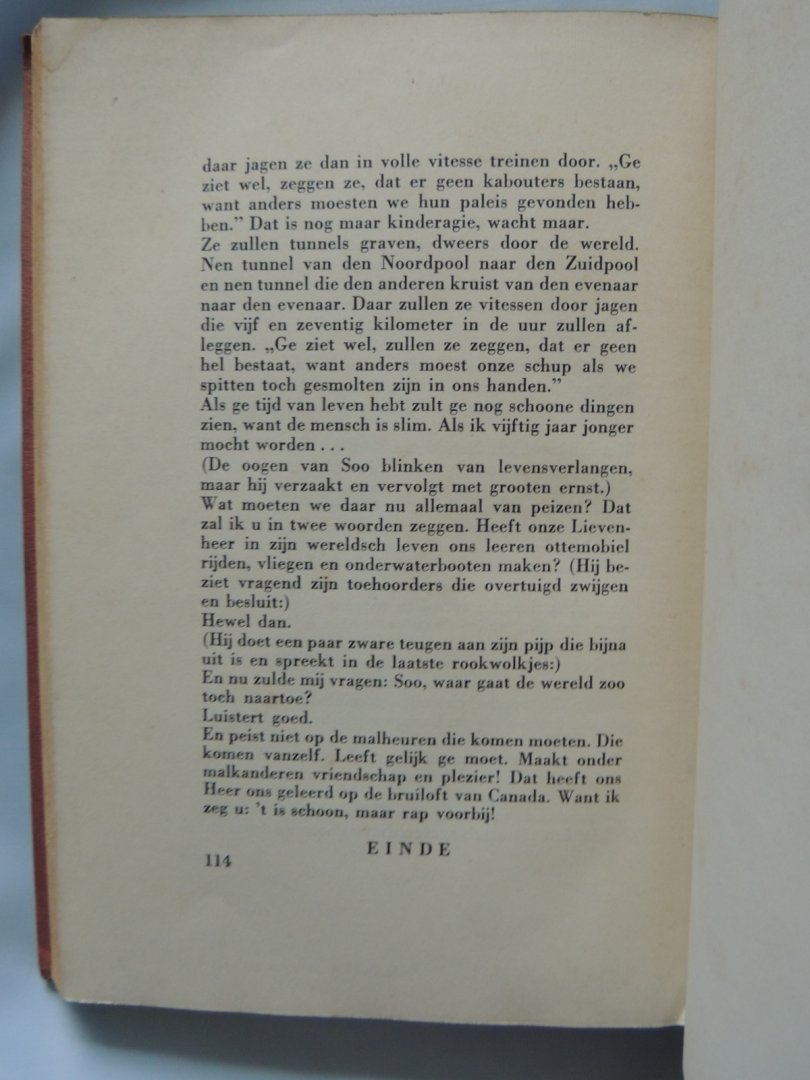 daar jagen ze dan in volle vitesse treinen door. „Ge
ziet wel, zeggen ze, dat er geen kabouters bestaan,
want anders moesten we hun paleis gevonden heb-
ben.” Dat is nog maar kinderagie, wacht maar.
Ze zullen tunnels graven, dweers door de wereld.
Nen tunnel van den Noordpool naar den Zuidpool
en nen tunnel die den anderen kruist van den evenaar
naar den evenaar. Daar zullen ze vitessen door jagen
die vijf en zeventig kilometer in de uur zullen af-
leggen. „Ge ziet wel, zullen ze zeggen, dat er geen
hel bestaat, want anders moest onze schup als we
spitten toch gesmolten zijn in ons handen.”
Als ge tijd van leven hebt zult ge nog schoone dingen
zien, want de mensch is slim. Als ik vijftig jaar jonger
mocht worden . . .
(De oogen van Soo blinken van levensverlangen,
maar hij verzaakt en vervolgt met grooten ernst.)
Wat moeten we daar nu allemaal van peizen? Dat
zal ik u in twee woorden zeggen. Heeft onze Lieven-
heer in zijn wereldsch leven ons leeren ottemobiel
rijden, vliegen en onderwaterbooten maken? (Hij be-
ziet vragend zijn toehoorders die overtuigd zwijgen
en besluit:)
Hewel dan.
(Hij doet een paar zware teugen aan zijn pijp die bijna
uit is en spreekt in de laatste rookwolkjes:)
En nu zulde mij vragen: Soo, waar gaat de wereld zoo
toch naartoe?
Luistert goed.
En peist niet op de malheuren die komen moeten. Die
komen vanzelf. Leeft gelijk ge moet. Maakt onder
malkanderen vriendschap en plezier! Dat heeft ons
Heer ons geleerd op de bruiloft van Canada. Want ik
zeg u: 't is schoon, maar rap voorbij!
EINDE
114